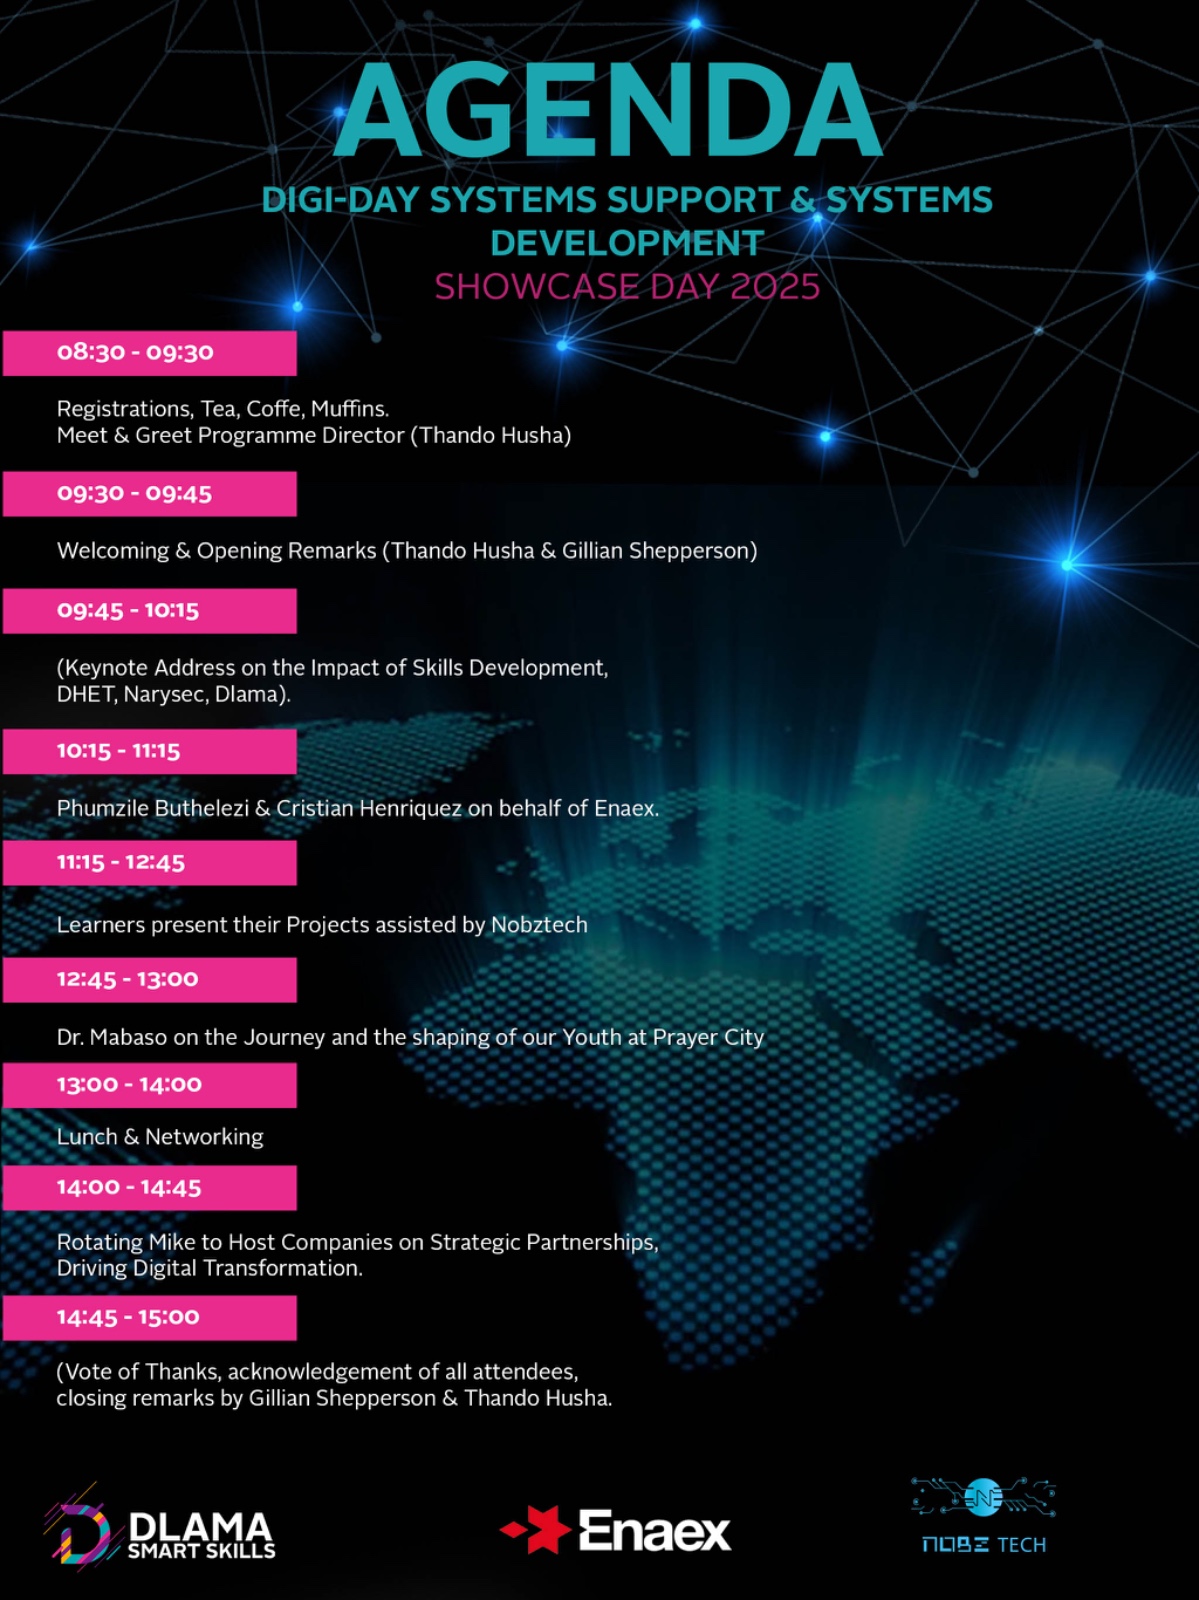 AGENDA
DIGI-DAY SYSTEMS SUPPORT & SYSTEMS
DEVELOPMENT
SHOWCASE DAY 2025
08:30 - 09:30
Registrations, Tea, Coffe, Muffins.
Meet & Greet Programme Director (Thando Husha)
09:30 - 09:45
Welcoming & Opening Remarks (Thando Husha & Gillian Shepperson)
09:45 - 10:15
(Keynote Address on the Impact of Skills Development,
DHET, Narysec, Dlama).
10:15 - 11:15
Phumzile Buthelezi & Cristian Henriquez on behalf of Enaex.
11:15 - 12:45
Learners present their Projects assisted by Nobztech
12:45 - 13:00
Dr. Mabaso on the Journey and the shaping of our Youth at Prayer City
13:00 - 14:00
Lunch & Networking
14:00 - 14:45
Rotating Mike to Host Companies on Strategic Partnerships,
Driving Digital Transformation.
14:45 - 15:00
(Vote of Thanks, acknowledgement of all attendees,
closing remarks by Gillian Shepperson & Thando Husha.
DLAMA
SMART SKILLS
Enaex
N
NOBZ TECH